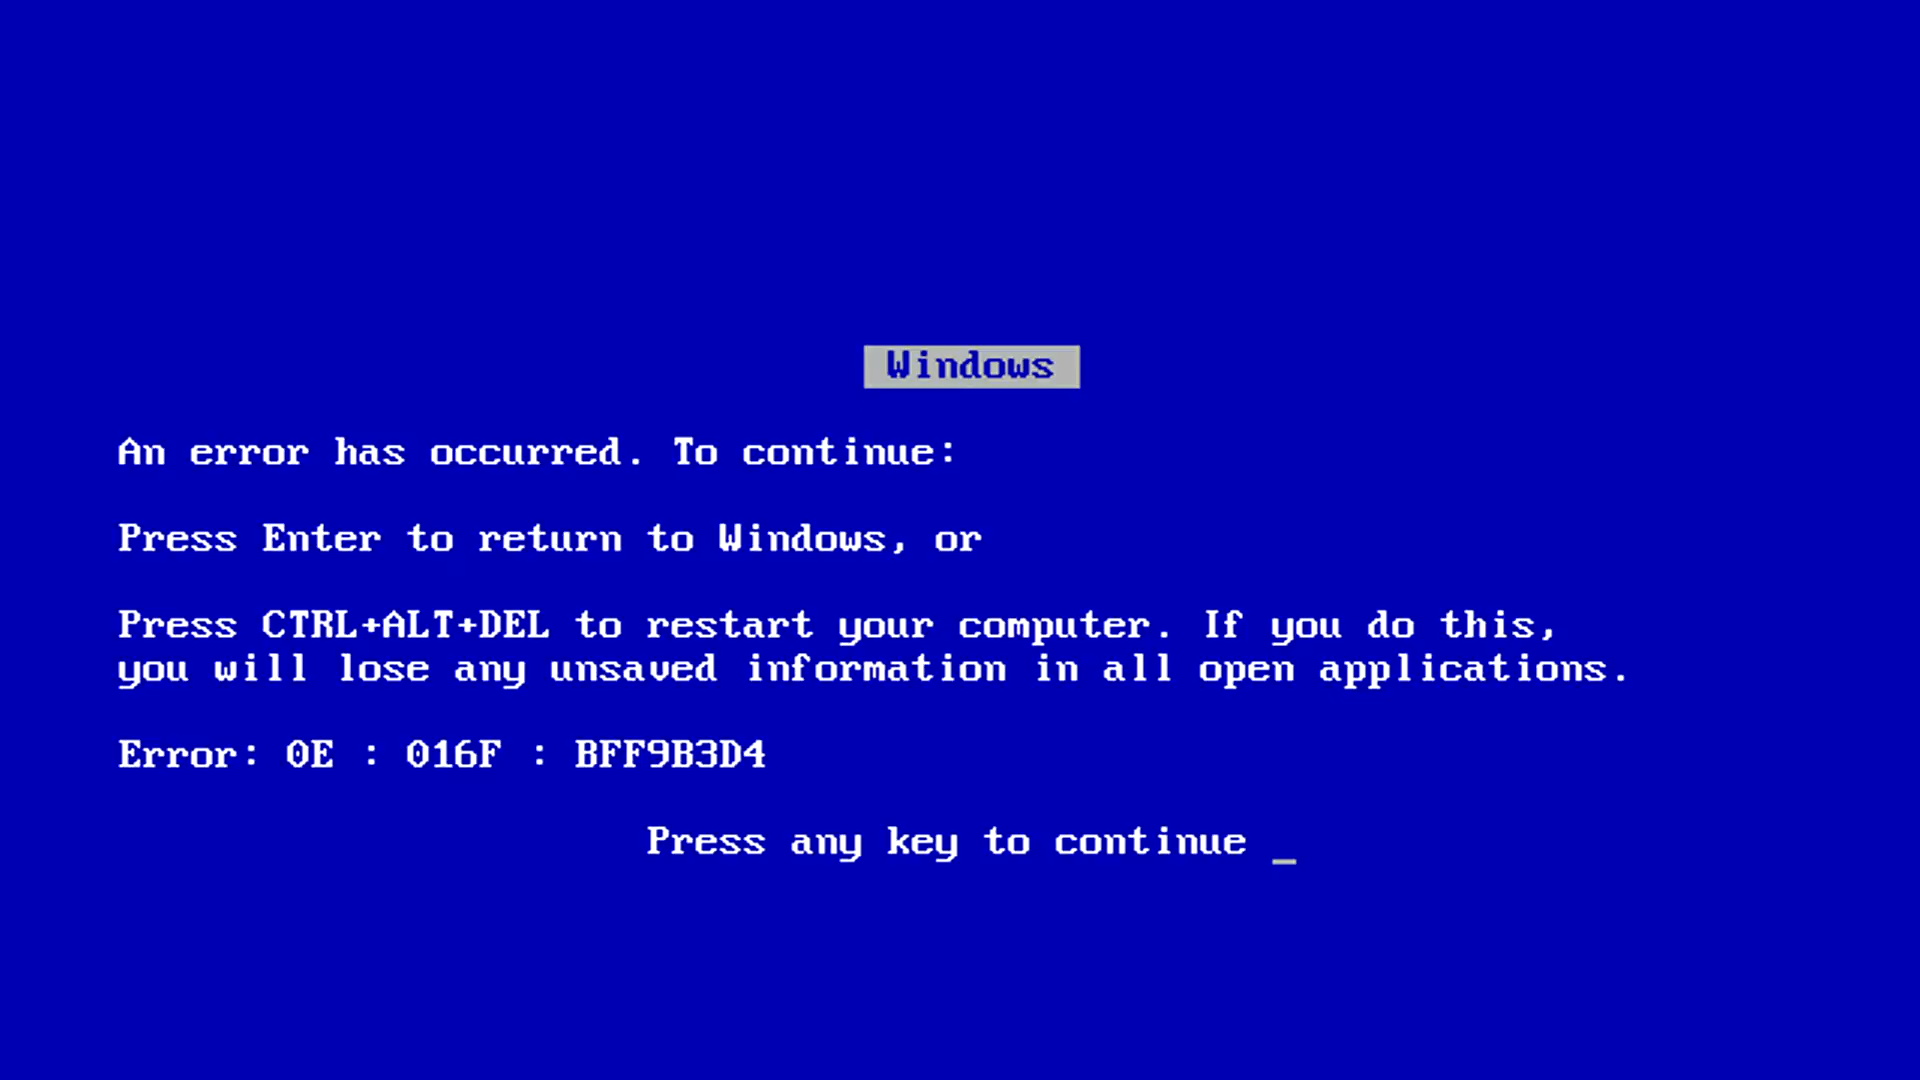 Windows
An error has occurred. To continue:
Press Enter to return to Windows, or
Press CTRL+ALT+DEL to restart your computer. If you do this,
you will lose any unsaved information in all open applications.
Error: 0E : 016F : BFF9B3D4
Press any key to continue _